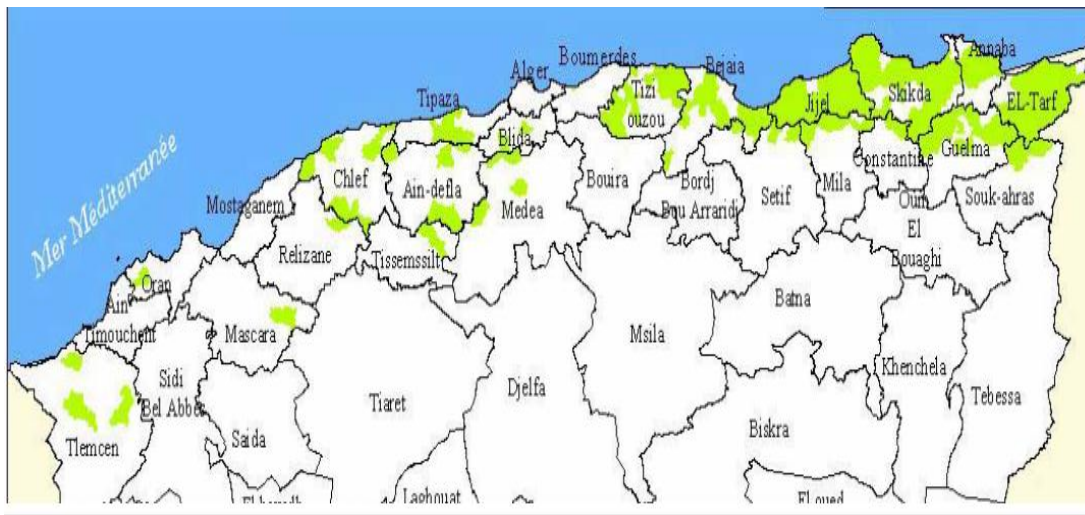 Mer Méditerranée
Annaba
Boumerdes
Bejaia
Alger
Skikda
Tipaza
Tizi
ouzou
Jijel
EL-Tarf
Blida
Guelma
Constantine
Chlef
Ain-defla
Bouira
Bordj
Bou Arraridj
Setif
Mila
Souk-ahras
Mostaganem
Medea
Oum
El
Bouaghi
Relizane
Tissemssilt
Oran
Ain
Timouchent
Mascara
Msila
Batna
Khenchela
Sidi
Bel Abbes
Tiaret
Djelfa
Tebessa
Tlemcen
Saida
Biskra
Laghouat
El oued